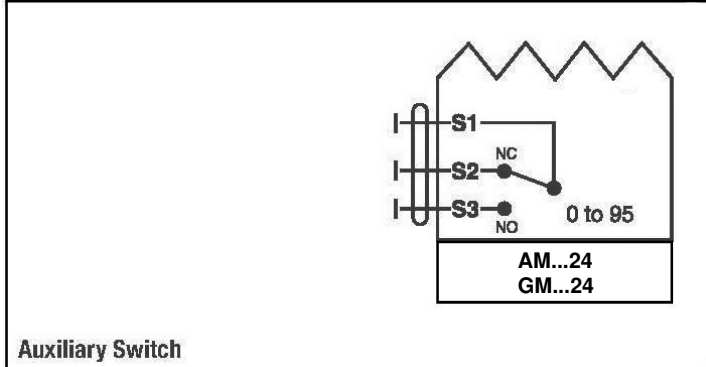 S1
NC
S2
S3
NO
0 to 95
AM...24
GM...24
Auxiliary Switch